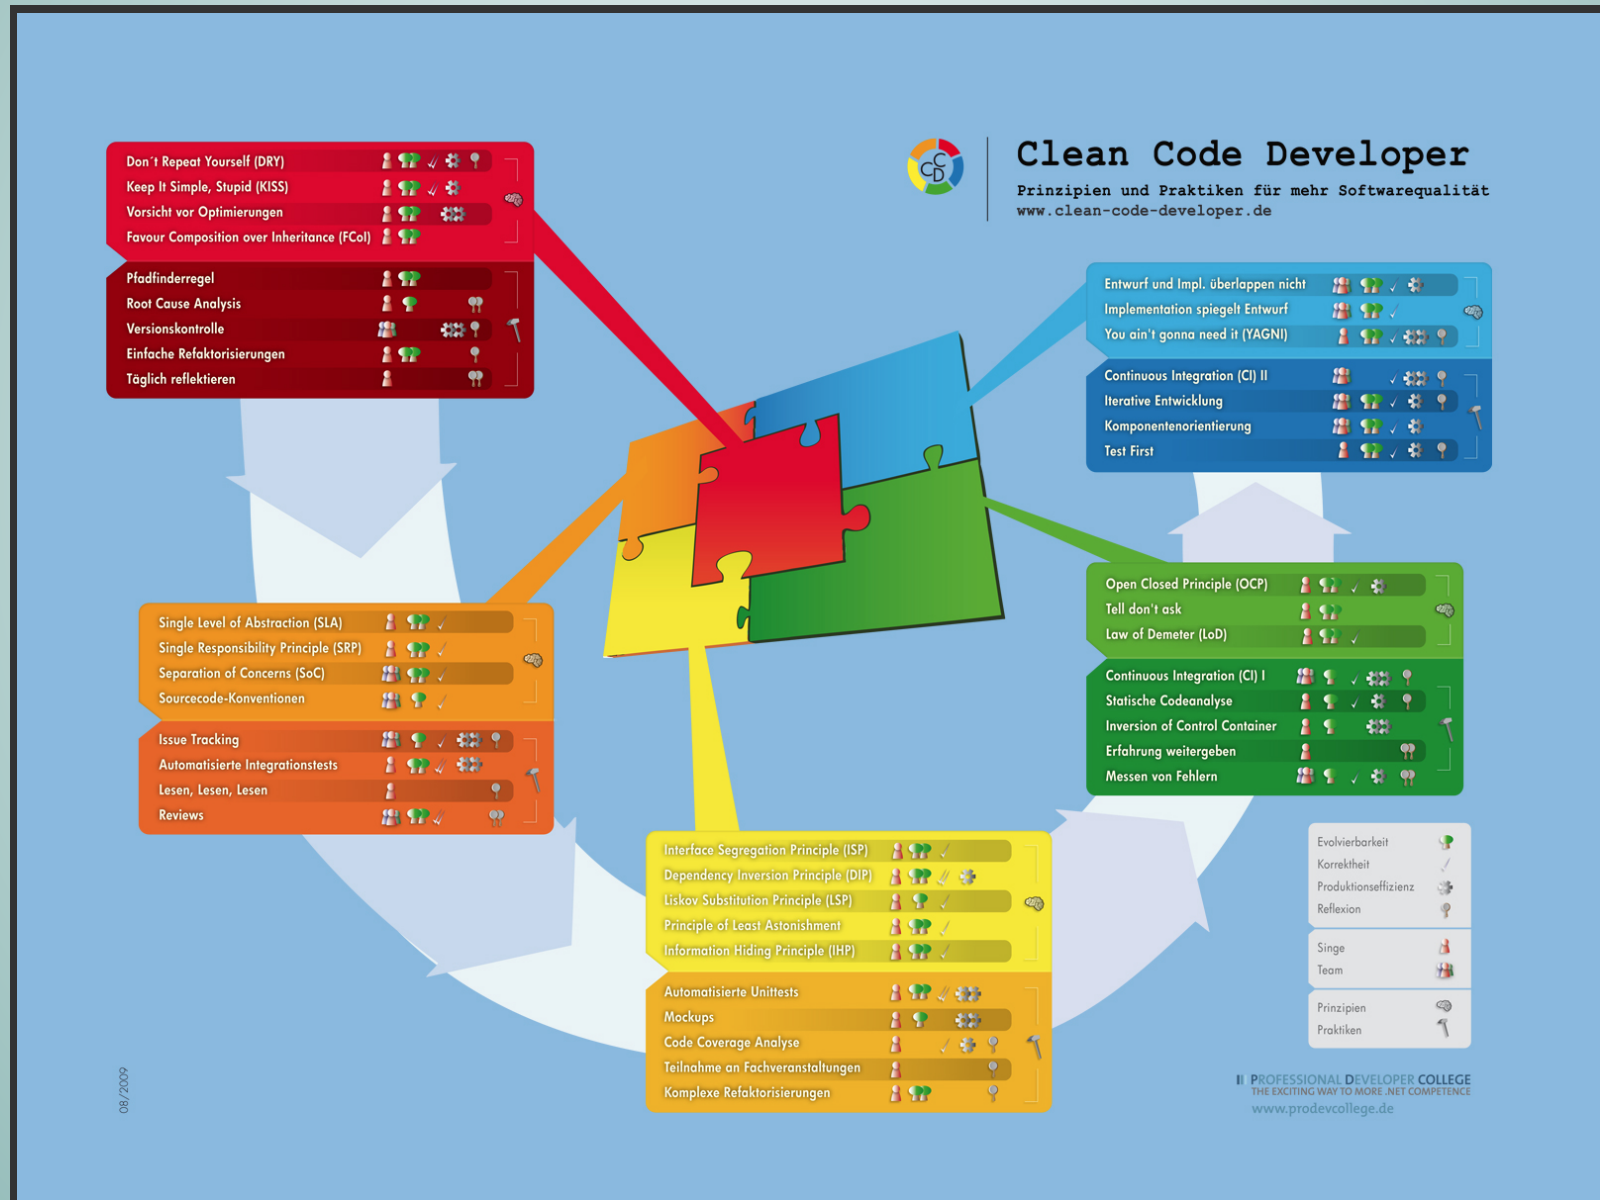 Clean Code Developer
Prinzipien und Praktiken für mehr Softwarequalität
www.clean-code-developer.de
CCD
Don´t Repeat Yourself (DRY)
Keep It Simple, Stupid (KISS)
Vorsicht vor Optimierungen
Favour Composition over Inheritance (FCoI)
Pfadfinderregel
Root Cause Analysis
Versionskontrolle
Einfache Refaktorisierungen
Täglich reflektieren
Single Level of Abstraction (SLA)
Single Responsibility Principle (SRP)
Separation of Concerns (SoC)
Sourcecode-Konventionen
Issue Tracking
Automatisierte Integrationstests
Lesen, Lesen, Lesen
Reviews
Interface Segregation Principle (ISP)
Dependency Inversion Principle (DIP)
Liskov Substitution Principle (LSP)
Principle of Least Astonishment
Information Hiding Principle (IHP)
Automatisierte Unittests
Mockups
Code Coverage Analyse
Teilnahme an Fachveranstaltungen
Komplexe Refaktorisierungen
Open Closed Principle (OCP)
Tell don't ask
Law of Demeter (LoD)
Continuous Integration (CI) I
Statische Codeanalyse
Inversion of Control Container
Erfahrung weitergeben
Messen von Fehlern
Entwurf und Impl. überlappen nicht
Implementation spiegelt Entwurf
You ain't gonna need it (YAGNI)
Continuous Integration (CI) II
Iterative Entwicklung
Komponentenorientierung
Test First
Evolvierbarkeit
Korrektheit
Produktionseffizienz
Reflexion
Singe
Team
Prinzipien
Praktiken
PROFESSIONAL DEVELOPER COLLEGE
THE EXCITING WAY TO MORE .NET COMPETENCE
www.prodevcollege.de
08/2009